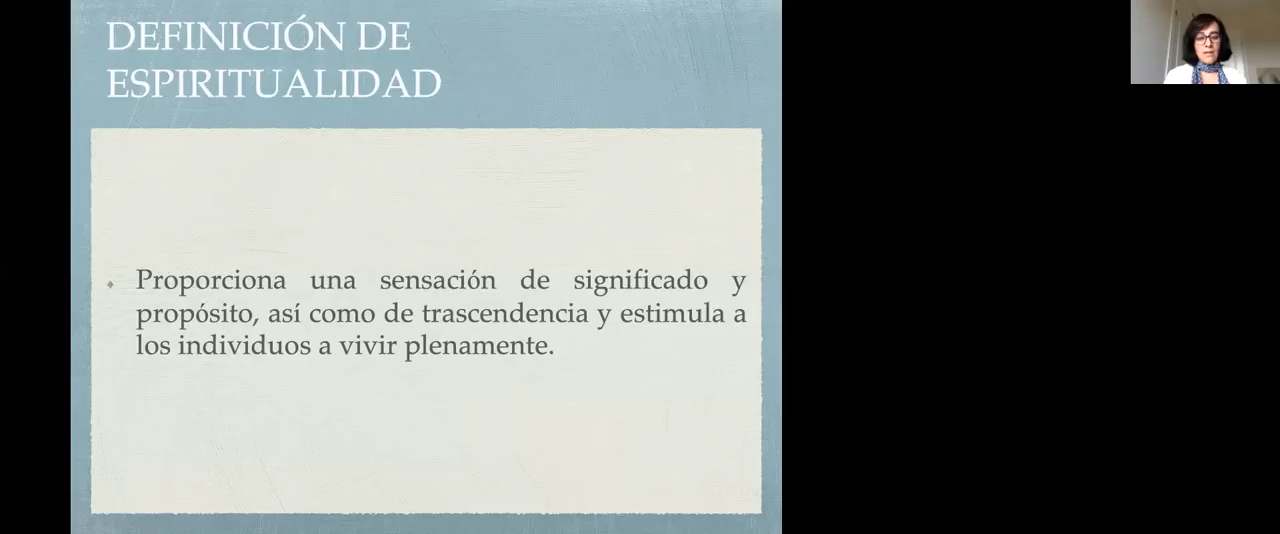 DEFINICIÓN DE
ESPIRITUALIDAD
Proporciona una sensación de significado y
propósito, así como de trascendencia y estimula a
los individuos a vivir plenamente.